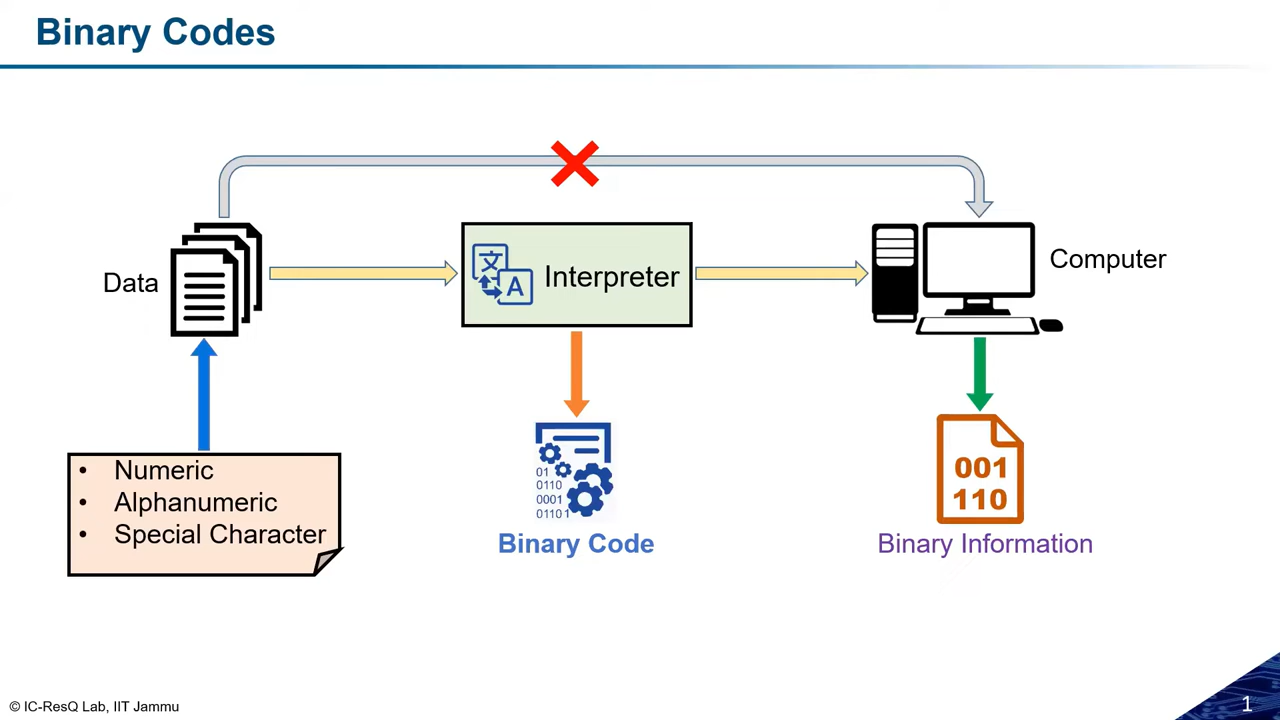 Binary Codes
Data
文
A
Interpreter
Computer
• Numeric
• Alphanumeric
• Special Character
01
0110
0001
01101
Binary Code
001
110
Binary Information
© IC-ResQ Lab, IIT Jammu
1